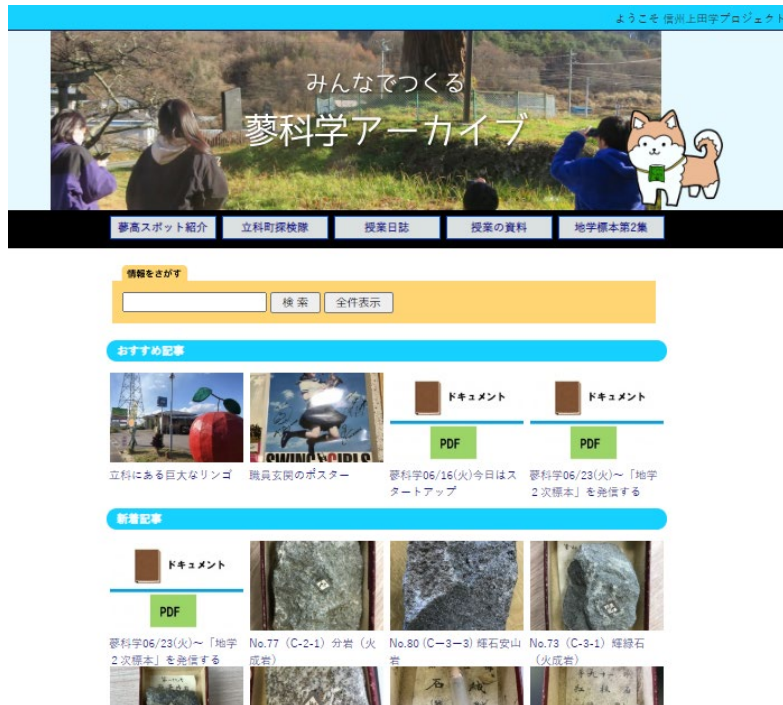 ようこそ 信州上田学プロジェクト
みんなでつくる
蓼科学アーカイブ
蓼高スポット紹介
立科町探検隊
授業日誌
授業の資料
地学標本第2集
情報をさがす
検 索
全件表示
おすすめ記事
ドキュメント
ドキュメント
PDF
PDF
SWING GIRLS
立科にある巨大なリンゴ
職員玄関のポスター
蓼科学06/16(火)今日はス
タートアップ
蓼科学06/23(火)～「地学
2次標本」を発信する
新着記事
ドキュメント
PDF
蓼科学06/23(火)～「地学
2次標本」を発信する
No.77（C-2-1）分岩（火
成岩）
No.80 (Cー3ー3) 輝石安山
岩
No.73（C-3-1）輝緑石
（火成岩）